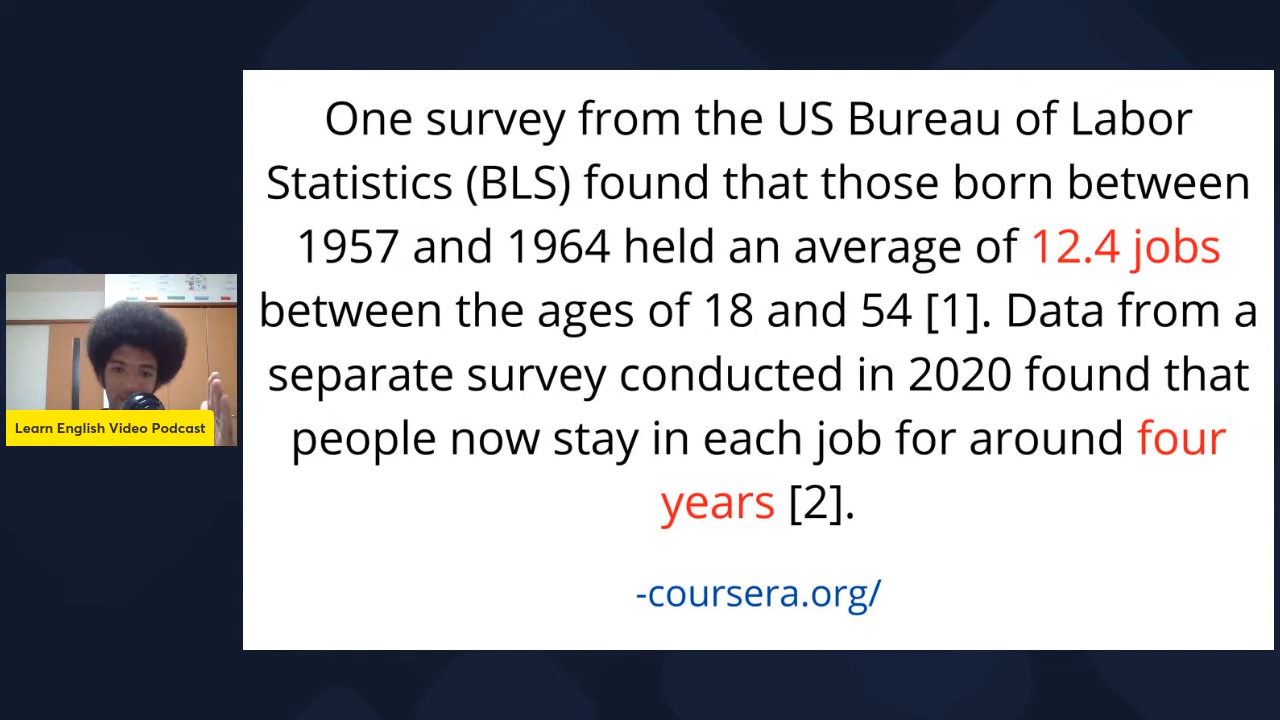 One survey from the US Bureau of Labor
Statistics (BLS) found that those born between
1957 and 1964 held an average of 12.4 jobs
between the ages of 18 and 54 [1]. Data from a
separate survey conducted in 2020 found that
people now stay in each job for around four
years [2].
-coursera.org/
Learn English Video Podcast